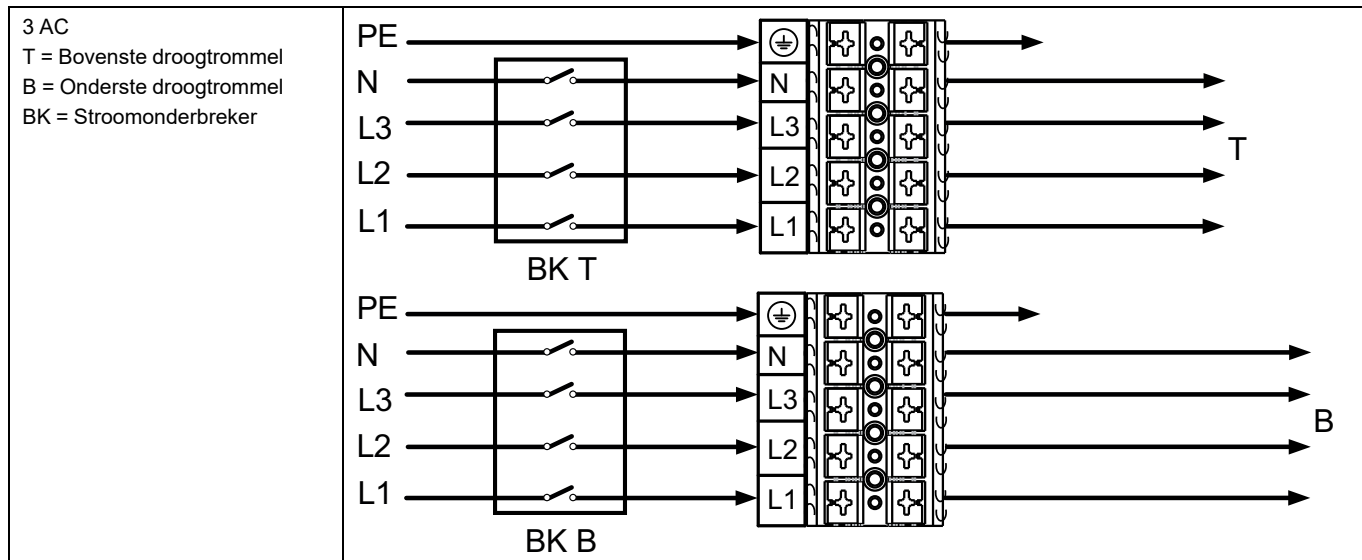 3 AC
T = Bovenste droogtrommel
B = Onderste droogtrommel
BK = Stroomonderbreker
PE
N N
L3 L3
L2 L2
L1 L1
T
BK T
PE
N N
L3 L3
L2 L2
L1 L1
B
BK B